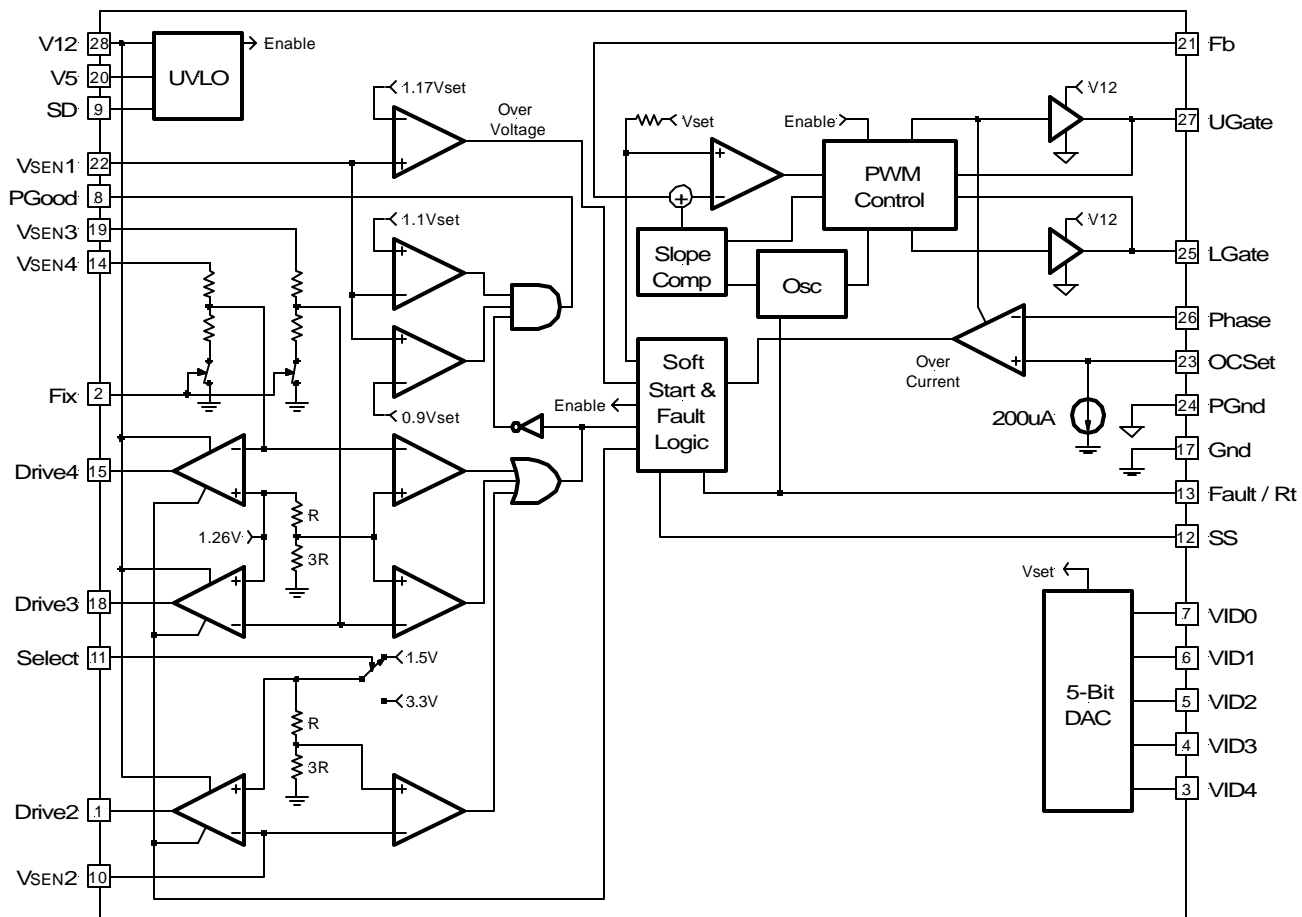 V12 28
V5 20
SD 9
UVLO
Enable
VSEN1 22
PGood 8
VSEN3 19
VSEN4 14
Fix 2
Drive4 15
Drive3 18
Select 11
Drive2 1
VSEN2 10
1.17Vset
Over
Voltage
−
+
1.1Vset
+
−
+
−
0.9Vset
−
+
+
−
R
3R
1.26V
+
−
+
−
1.5V
3.3V
R
3R
+
−
+
−
Vset
+
−
+
Enable
PWM
Control
V12
V12
Slope
Comp
Osc
Soft
Start &
Fault
Logic
Enable
−
+
Over
Current
200uA
21 Fb
27 UGate
25 LGate
26 Phase
23 OCSet
24 PGnd
17 Gnd
13 Fault / Rt
12 SS
Vset
5-Bit
DAC
7 VID0
6 VID1
5 VID2
4 VID3
3 VID4